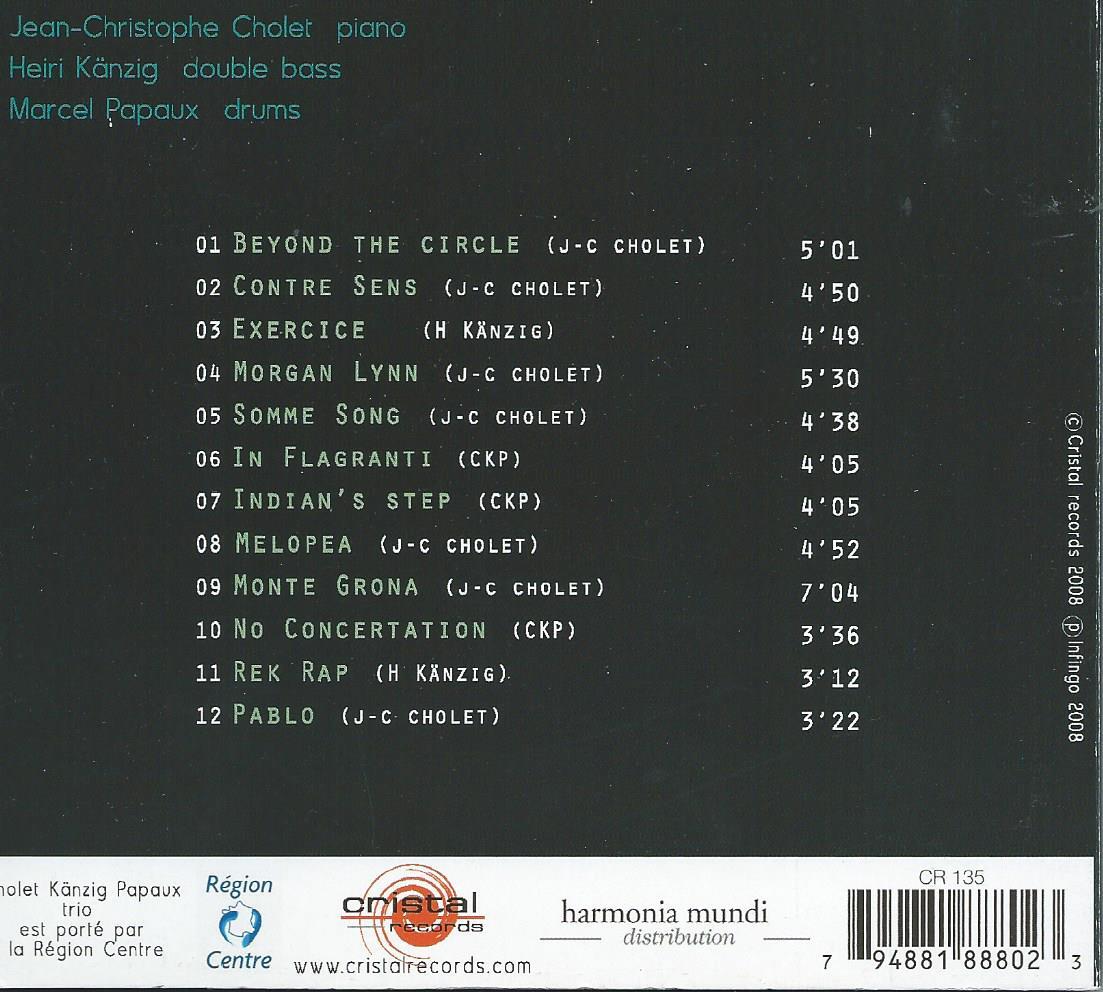 Jean-Christophe Cholet piano
Heiri Känzig double bass
Marcel Papaux drums
01 BEYOND THE CIRCLE (J-C CHOLET) 5'01
02 CONTRE SENS (J-C CHOLET) 4'50
03 EXERCICE (H KÄNZIG) 4'49
04 MORGAN LYNN (J-C CHOLET) 5'30
05 SOMME SONG (J-C CHOLET) 4'38
06 IN FLAGRANTI (CKP) 4'05
07 INDIAN'S STEP (CKP) 4'05
08 MELOPEA (J-C CHOLET) 4'52
09 MONTE GRONA (J-C CHOLET) 7'04
10 NO CONCERTATION (CKP) 3'36
11 REK RAP (H KÄNZIG) 3'12
12 PABLO (J-C CHOLET) 3'22
© Cristal records 2008 ℗ Infingo 2008
holet Känzig Papaux
trio
est porté par
la Région Centre
Région
Centre
cristal
records
www.cristalrecords.com
harmonia mundi
distribution
CR 135
7 94881 88802 3